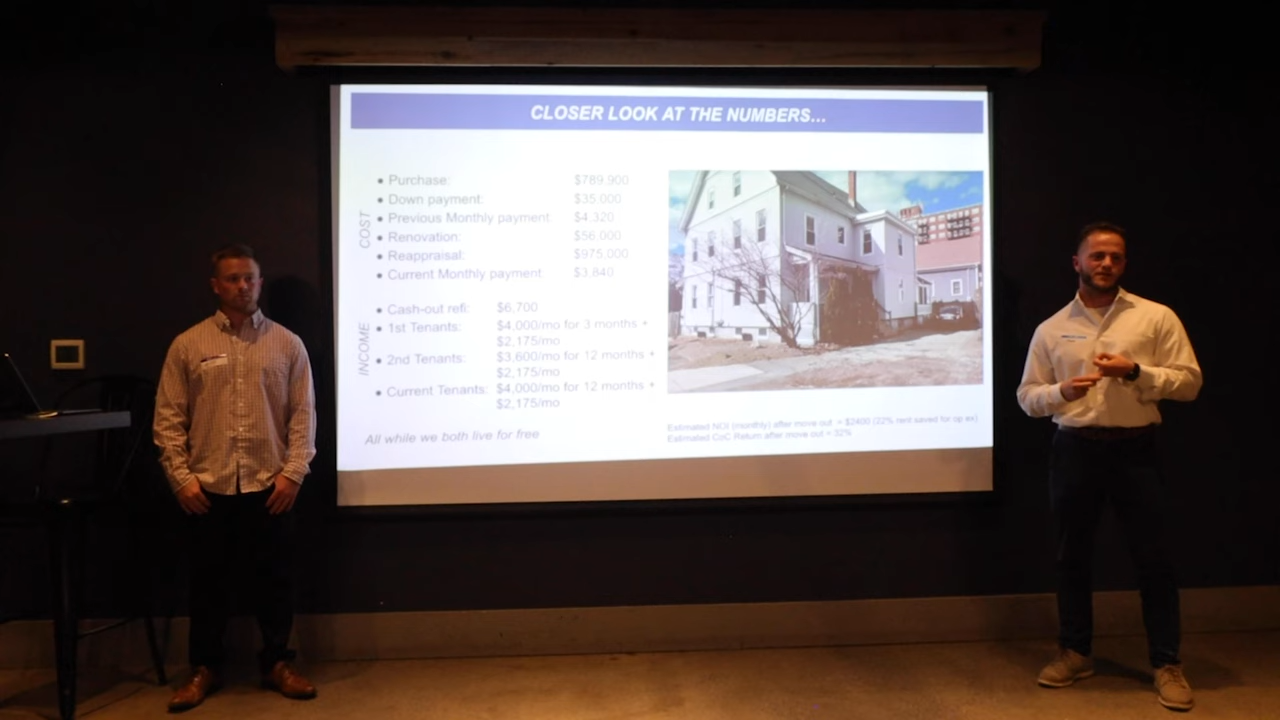 CLOSER LOOK AT THE NUMBERS...
COST
• Purchase: $789,900
• Down payment: $35,000
• Previous Monthly payment $4,320
• Renovation: $56,000
• Reappraisal: $975,000
• Current Monthly payment $3,840
INCOME
• Cash-out refi: $6,700
• 1st Tenants: $4,000/mo for 3 months +
$2,175/mo
• 2nd Tenants: $3,600/mo for 12 months +
$2,175/mo
• Current Tenants: $4,000/mo for 12 months +
$2,175/mo
All while we both live for free
Estimated NOI (monthly) after move out = $2400 (22% rent saved for op ex)
Estimated CoC Return after move out = 32%